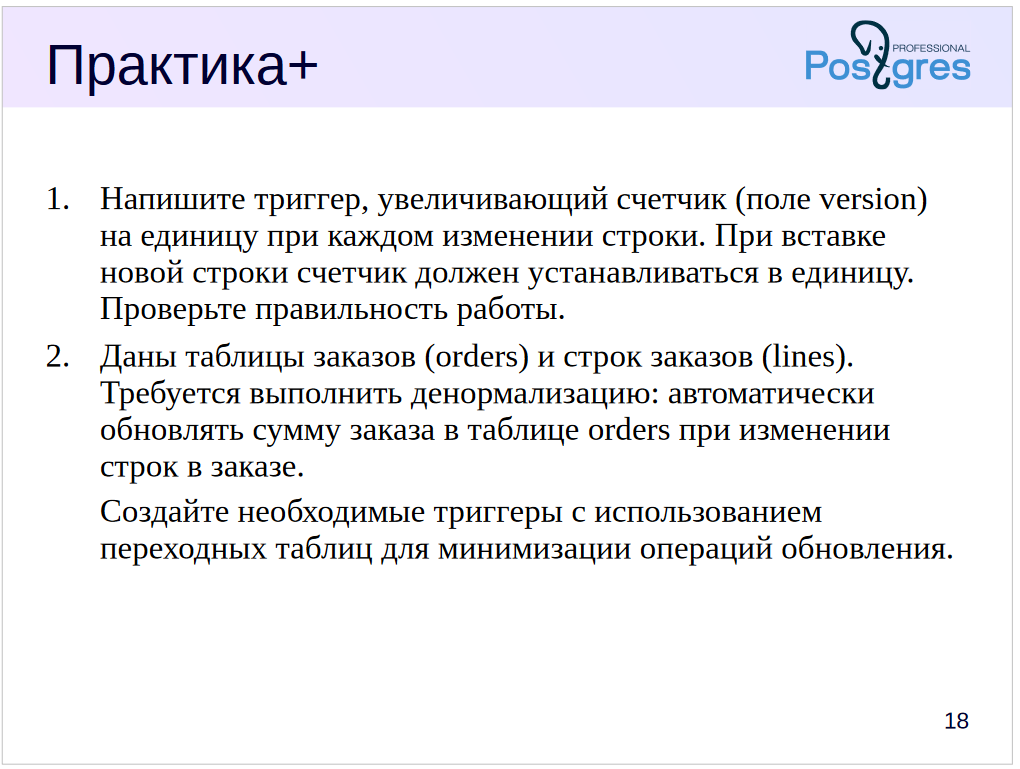 Практика+
PROFESSIONAL
Postgres
1. Напишите триггер, увеличивающий счетчик (поле version)
на единицу при каждом изменении строки. При вставке
новой строки счетчик должен устанавливаться в единицу.
Проверьте правильность работы.
2. Даны таблицы заказов (orders) и строк заказов (lines).
Требуется выполнить денормализацию: автоматически
обновлять сумму заказа в таблице orders при изменении
строк в заказе.
Создайте необходимые триггеры с использованием
переходных таблиц для минимизации операций обновления.
18